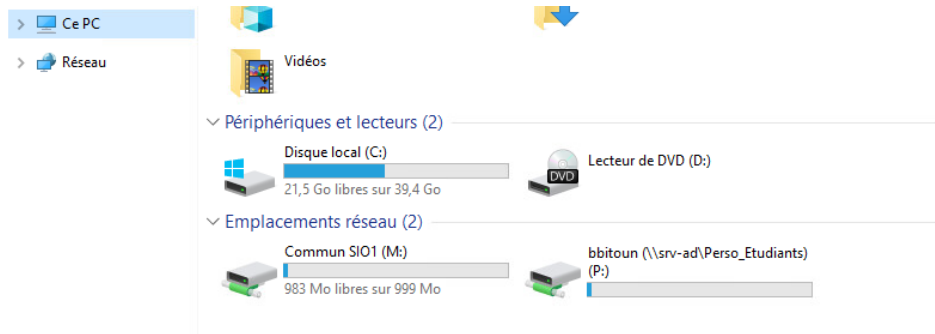 Ce PC
Réseau
Vidéos
Périphériques et lecteurs (2)
Disque local (C:)
21,5 Go libres sur 39,4 Go
Lecteur de DVD (D:)
DVD
Emplacements réseau (2)
Commun SIO1 (M:)
983 Mo libres sur 999 Mo
bbitoun (\\srv-ad\Perso_Etudiants)
(P:)